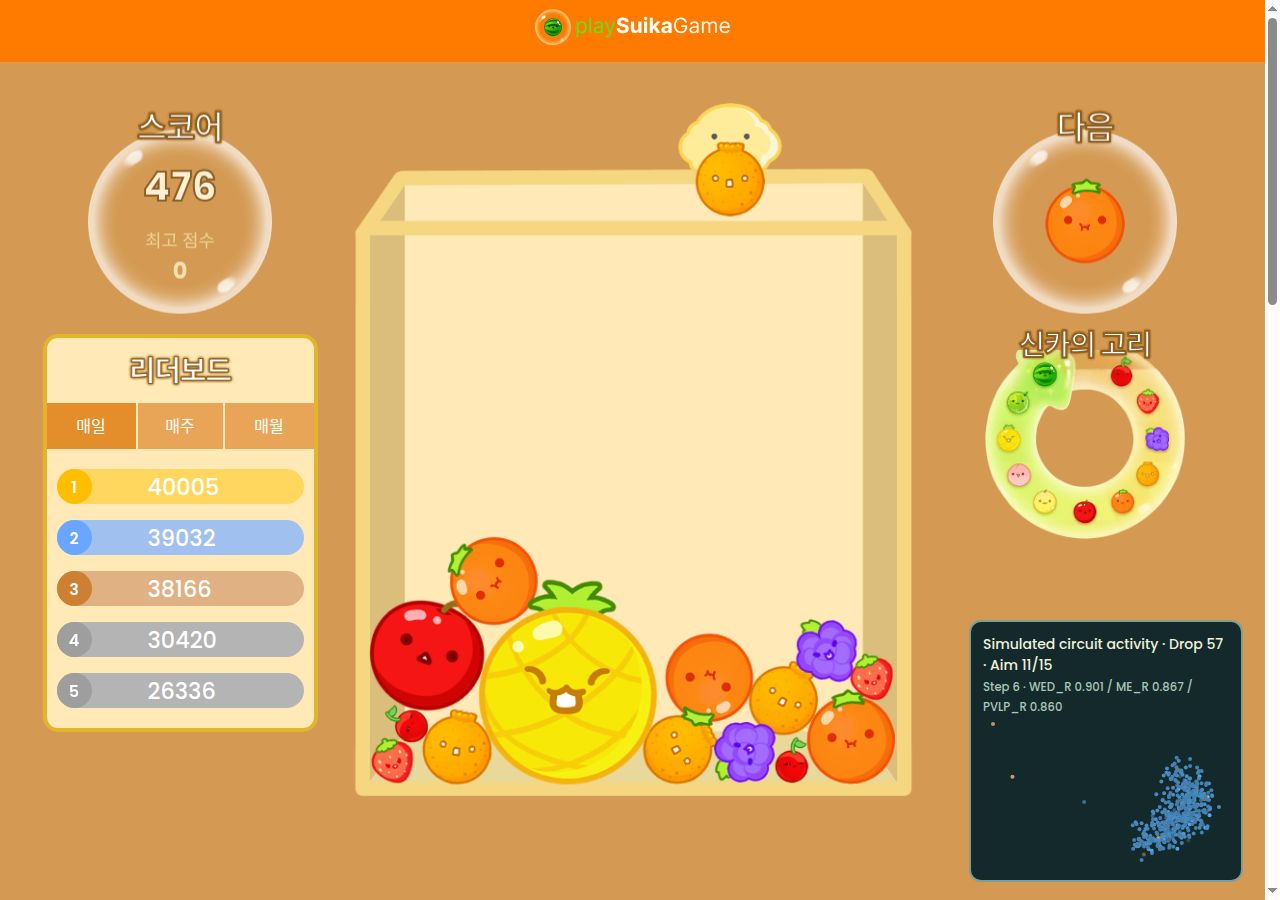 playSuikaGame
스코어
476
최고 점수
0
리더보드
매일
매주
매월
1 40005
2 39032
3 38166
4 30420
5 26336
다음
신카의 고리
Simulated circuit activity · Drop 57
· Aim 11/15
Step 6 · WED_R 0.901 / ME_R 0.867 /
PVLP_R 0.860